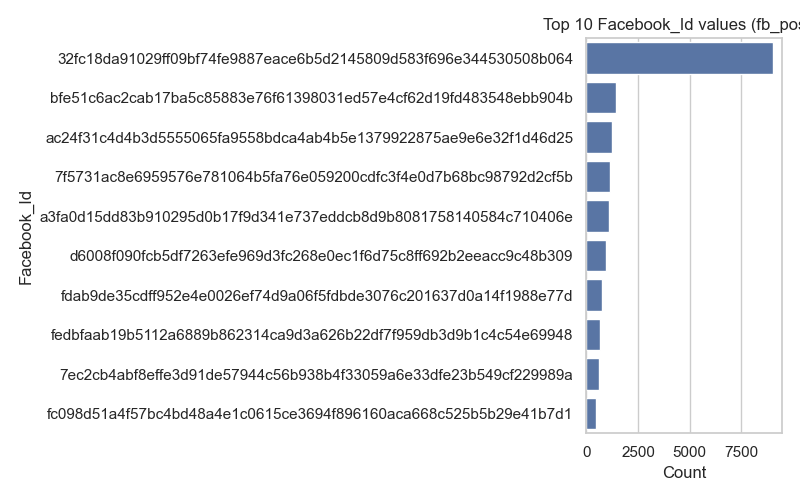 Top 10 Facebook_Id values (fb_pos
32fc18da91029ff09bf74fe9887eace6b5d2145809d583f696e344530508b064
bfe51c6ac2cab17ba5c85883e76f61398031ed57e4cf62d19fd483548ebb904b
ac24f31c4d4b3d5555065fa9558bdca4ab4b5e1379922875ae9e6e32f1d46d25
7f5731ac8e6959576e781064b5fa76e059200cdfc3f4e0d7b68bc98792d2cf5b
a3fa0d15dd83b910295d0b17f9d341e737eddcb8d9b8081758140584c710406e
d6008f090fcb5df7263efe969d3fc268e0ec1f6d75c8ff692b2eeacc9c48b309
fdab9de35cdff952e4e0026ef74d9a06f5fdbde3076c201637d0a14f1988e77d
fedbfaab19b5112a6889b862314ca9d3a626b22df7f959db3d9b1c4c54e69948
7ec2cb4abf8effe3d91de57944c56b938b4f33059a6e33dfe23b549cf229989a
fc098d51a4f57bc4bd48a4e1c0615ce3694f896160aca668c525b5b29e41b7d1
Facebook_Id
0 2500 5000 7500
Count